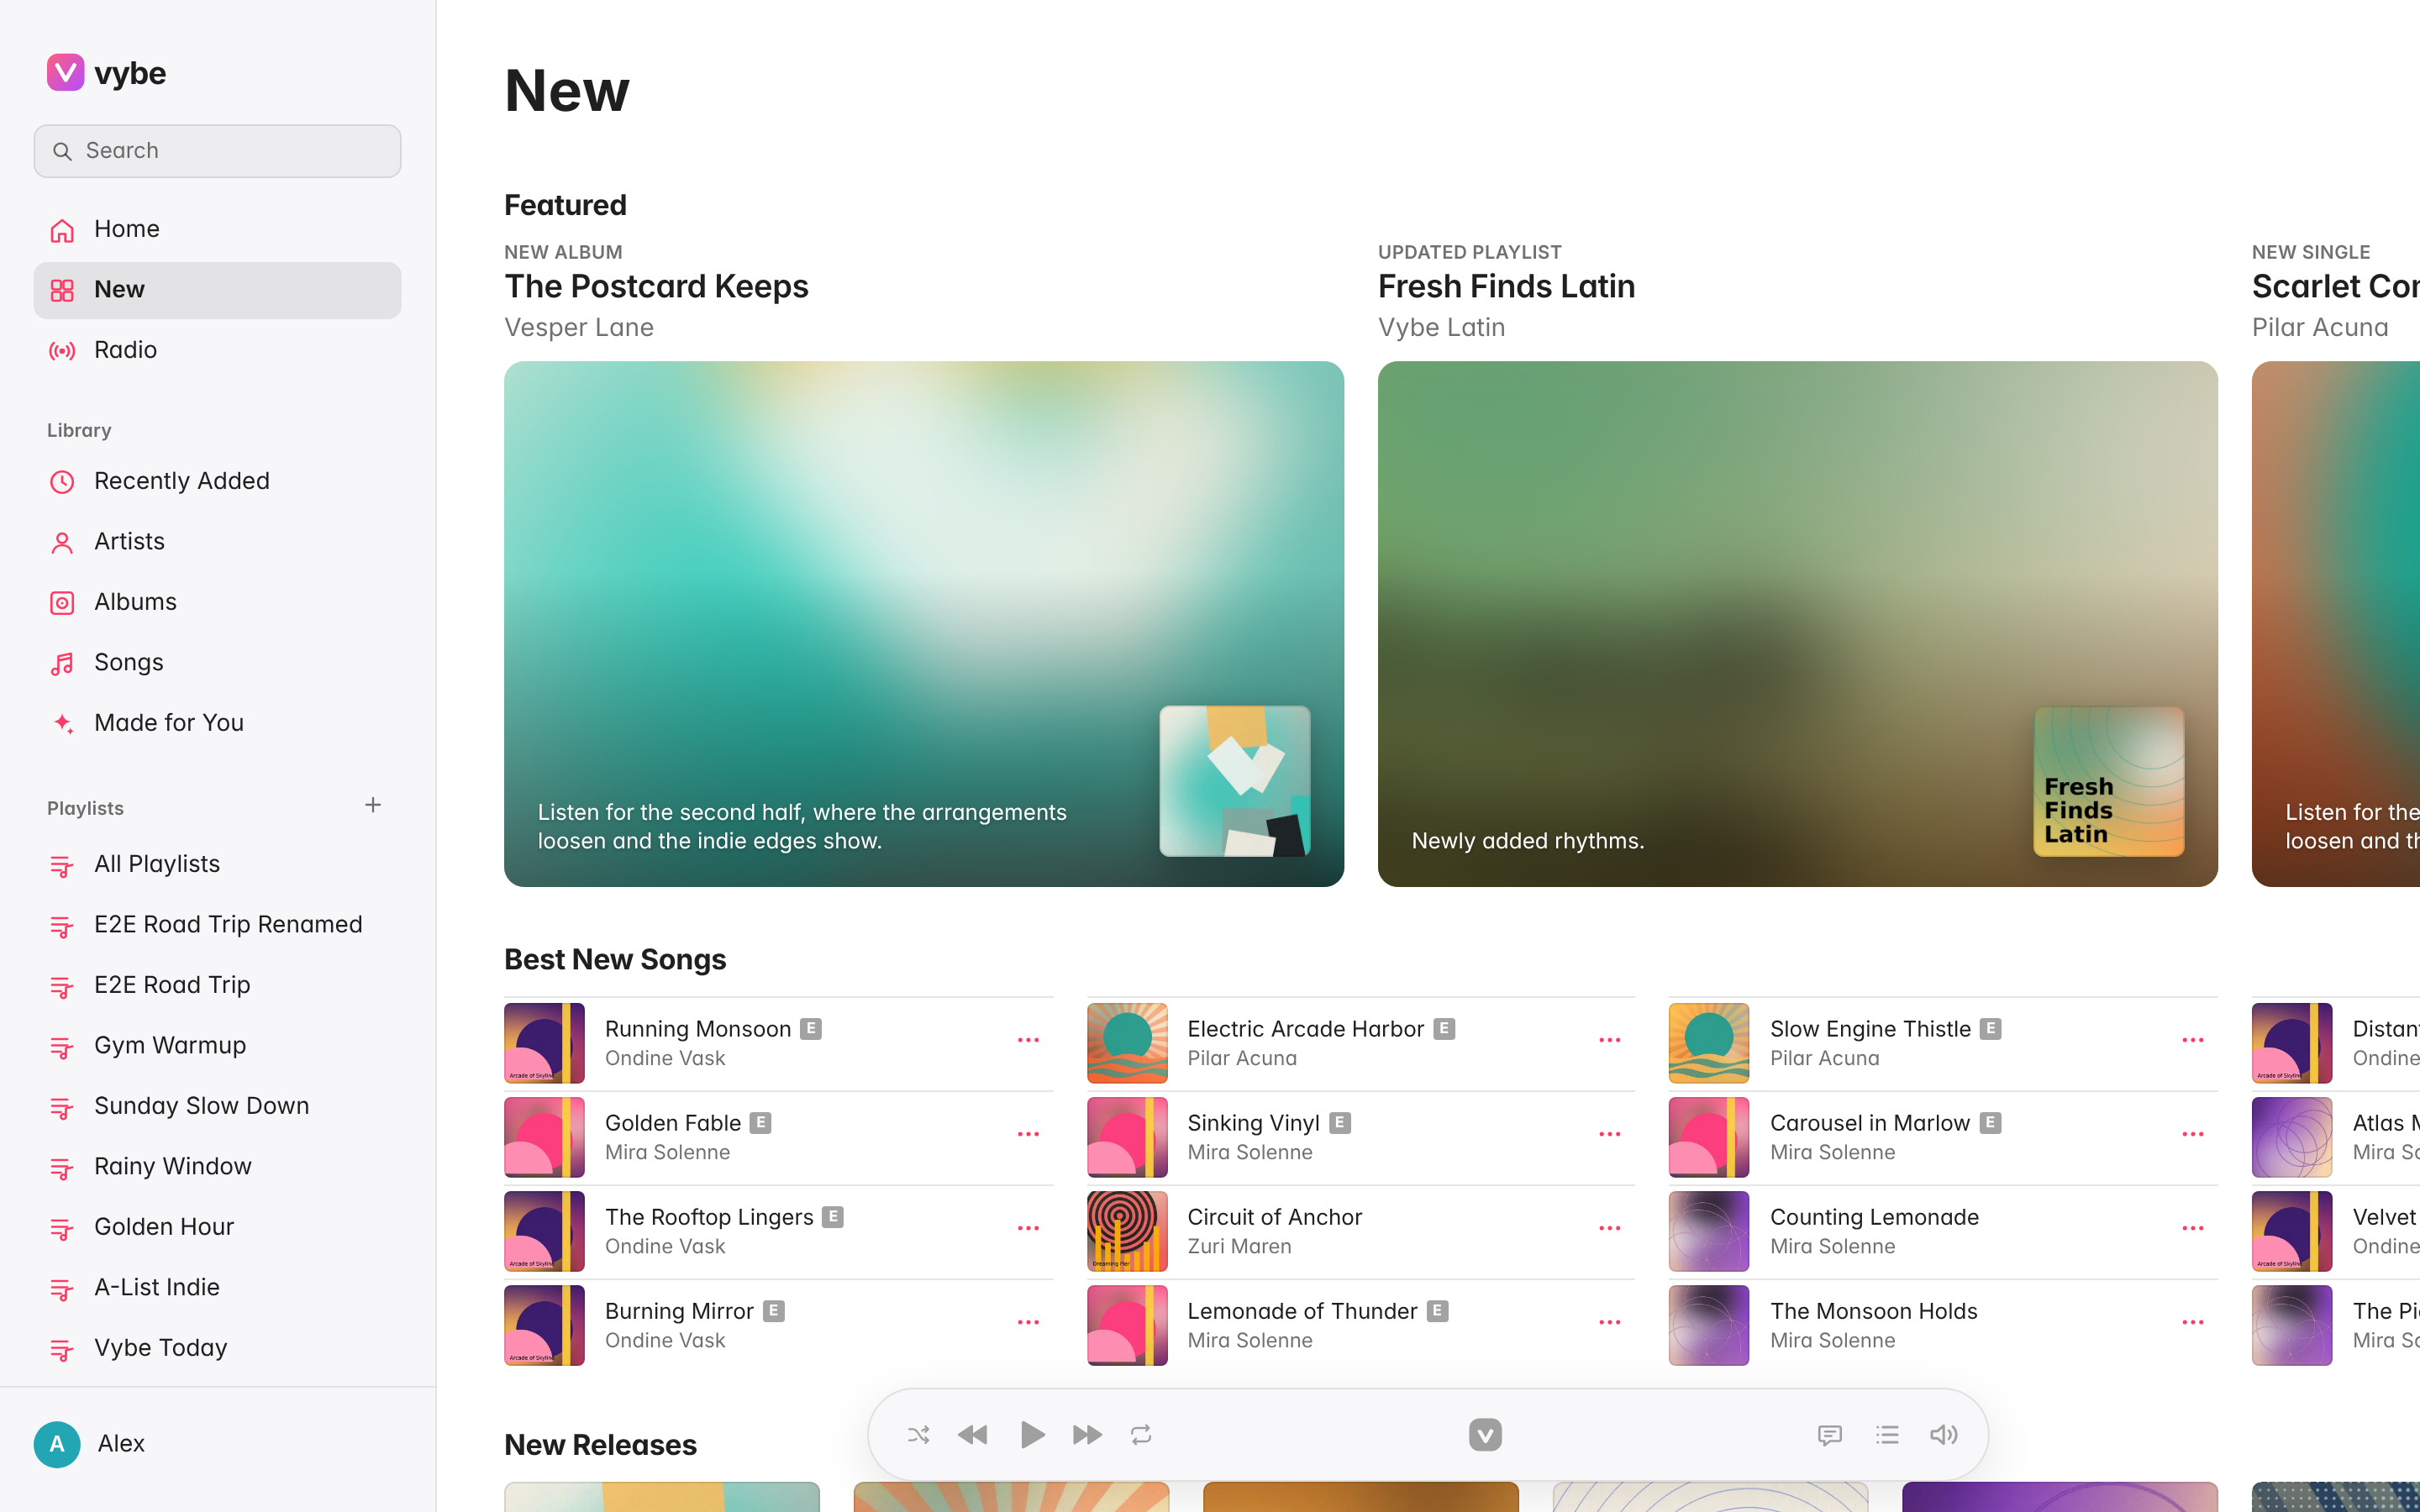 vybe
Search
Home
New
Radio
Library
Recently Added
Artists
Albums
Songs
Made for You
Playlists
All Playlists
E2E Road Trip Renamed
E2E Road Trip
Gym Warmup
Sunday Slow Down
Rainy Window
Golden Hour
A-List Indie
Vybe Today
A
Alex
New
Featured
NEW ALBUM
The Postcard Keeps
Vesper Lane
Listen for the second half, where the arrangements
loosen and the indie edges show.
UPDATED PLAYLIST
Fresh Finds Latin
Vybe Latin
Newly added rhythms.
Fresh
Finds
Latin
NEW SINGLE
Scarlet
Pilar Acuna
Listen for the
loosen and
Best New Songs
Running Monsoon E
Ondine Vask
Golden Fable E
Mira Solenne
The Rooftop Lingers E
Ondine Vask
Burning Mirror E
Ondine Vask
Electric Arcade Harbor E
Pilar Acuna
Sinking Vinyl E
Mira Solenne
Circuit of Anchor
Zuri Maren
Lemonade of Thunder E
Mira Solenne
Slow Engine Thistle E
Pilar Acuna
Carousel in Marlow E
Mira Solenne
Counting Lemonade
Mira Solenne
The Monsoon Holds
Mira Solenne
Ondine
Atlas
Mira
Velvet
Ondine
The
Mira
New Releases